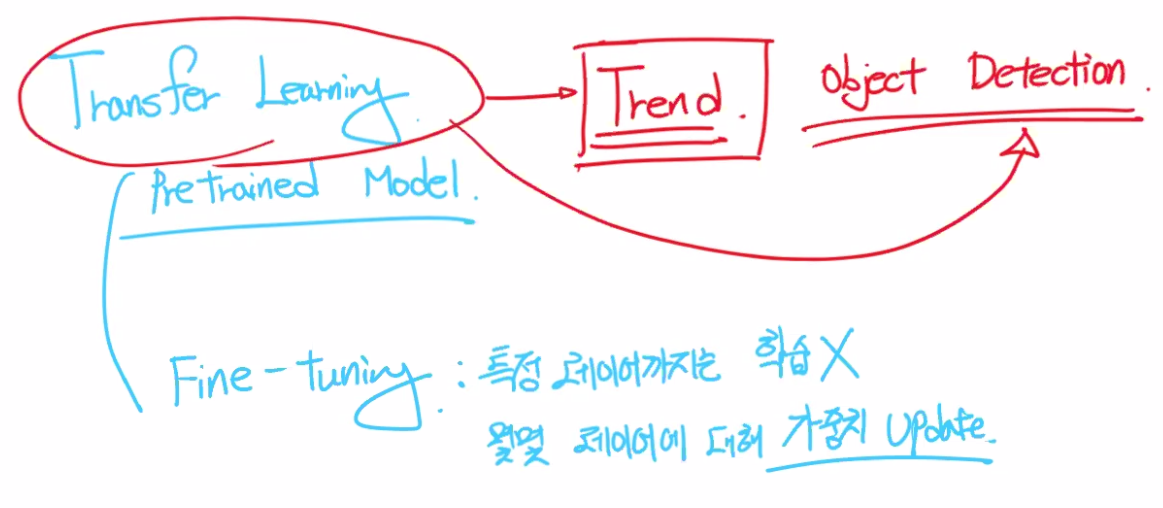 Transfer Learning.
Trend.
Object Detection.
Pretrained Model.
Fine-tuning. : 특정 레이어까지는 학습X
몇몇 레이어에 대해 가중치 update.